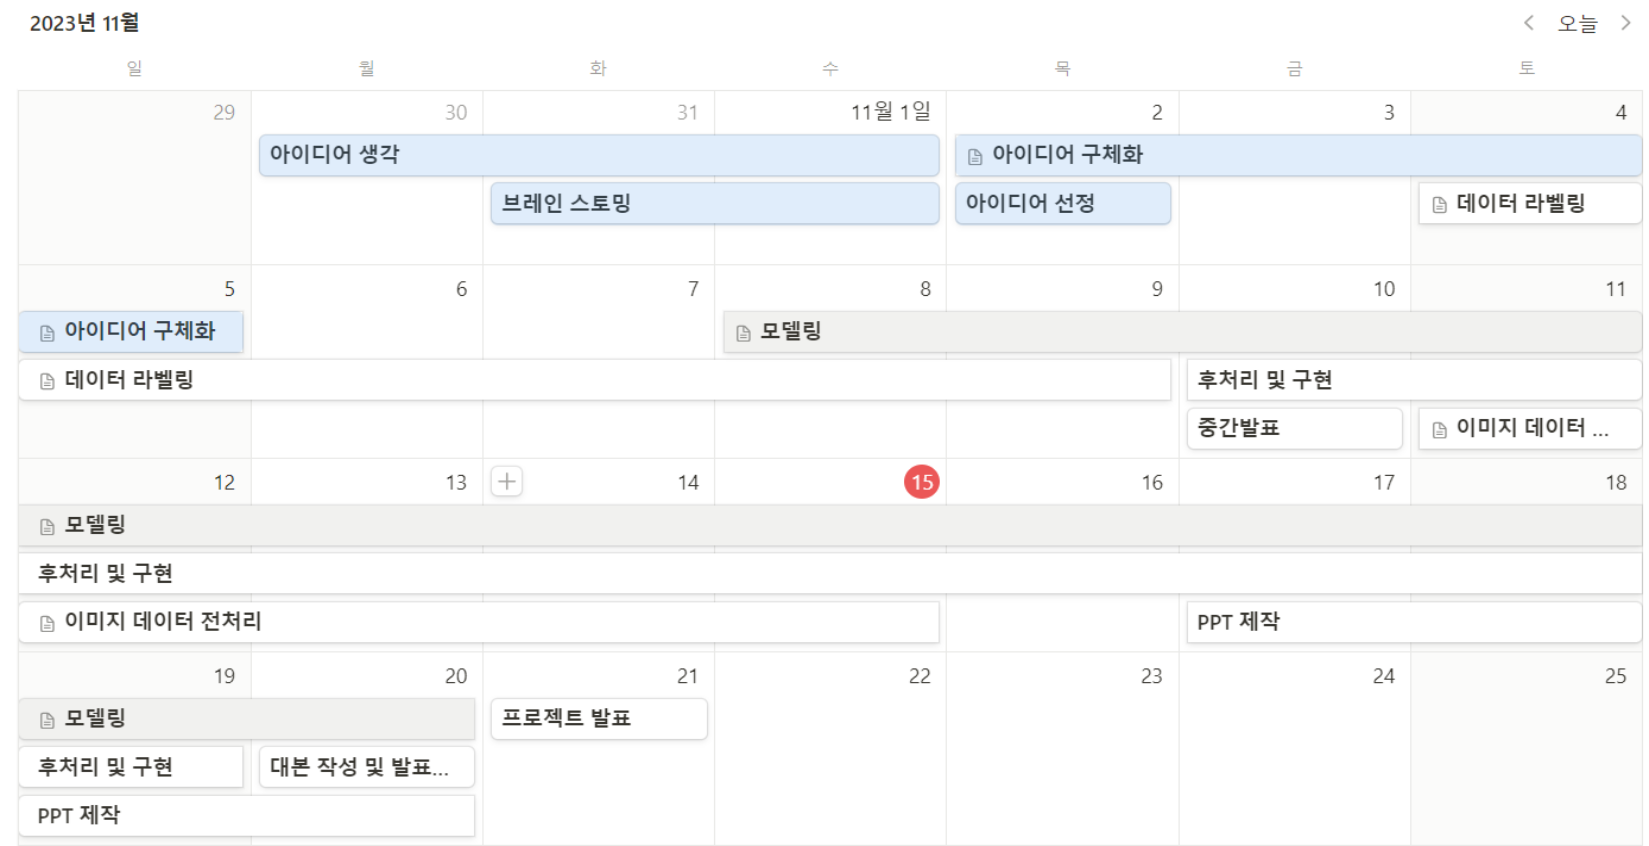 2023년 11월
오늘
일 월 화 수 목 금 토
29 30 31 11월 1일 2 3 4
아이디어 생각 아이디어 구체화
브레인 스토밍 아이디어 선정 데이터 라벨링
5 6 7 8 9 10 11
아이디어 구체화 모델링
데이터 라벨링 후처리 및 구현
중간발표 이미지 데이터 ...
12 13 14 15 16 17 18
모델링
후처리 및 구현
이미지 데이터 전처리 PPT 제작
19 20 21 22 23 24 25
모델링 프로젝트 발표
후처리 및 구현 대본 작성 및 발표...
PPT 제작